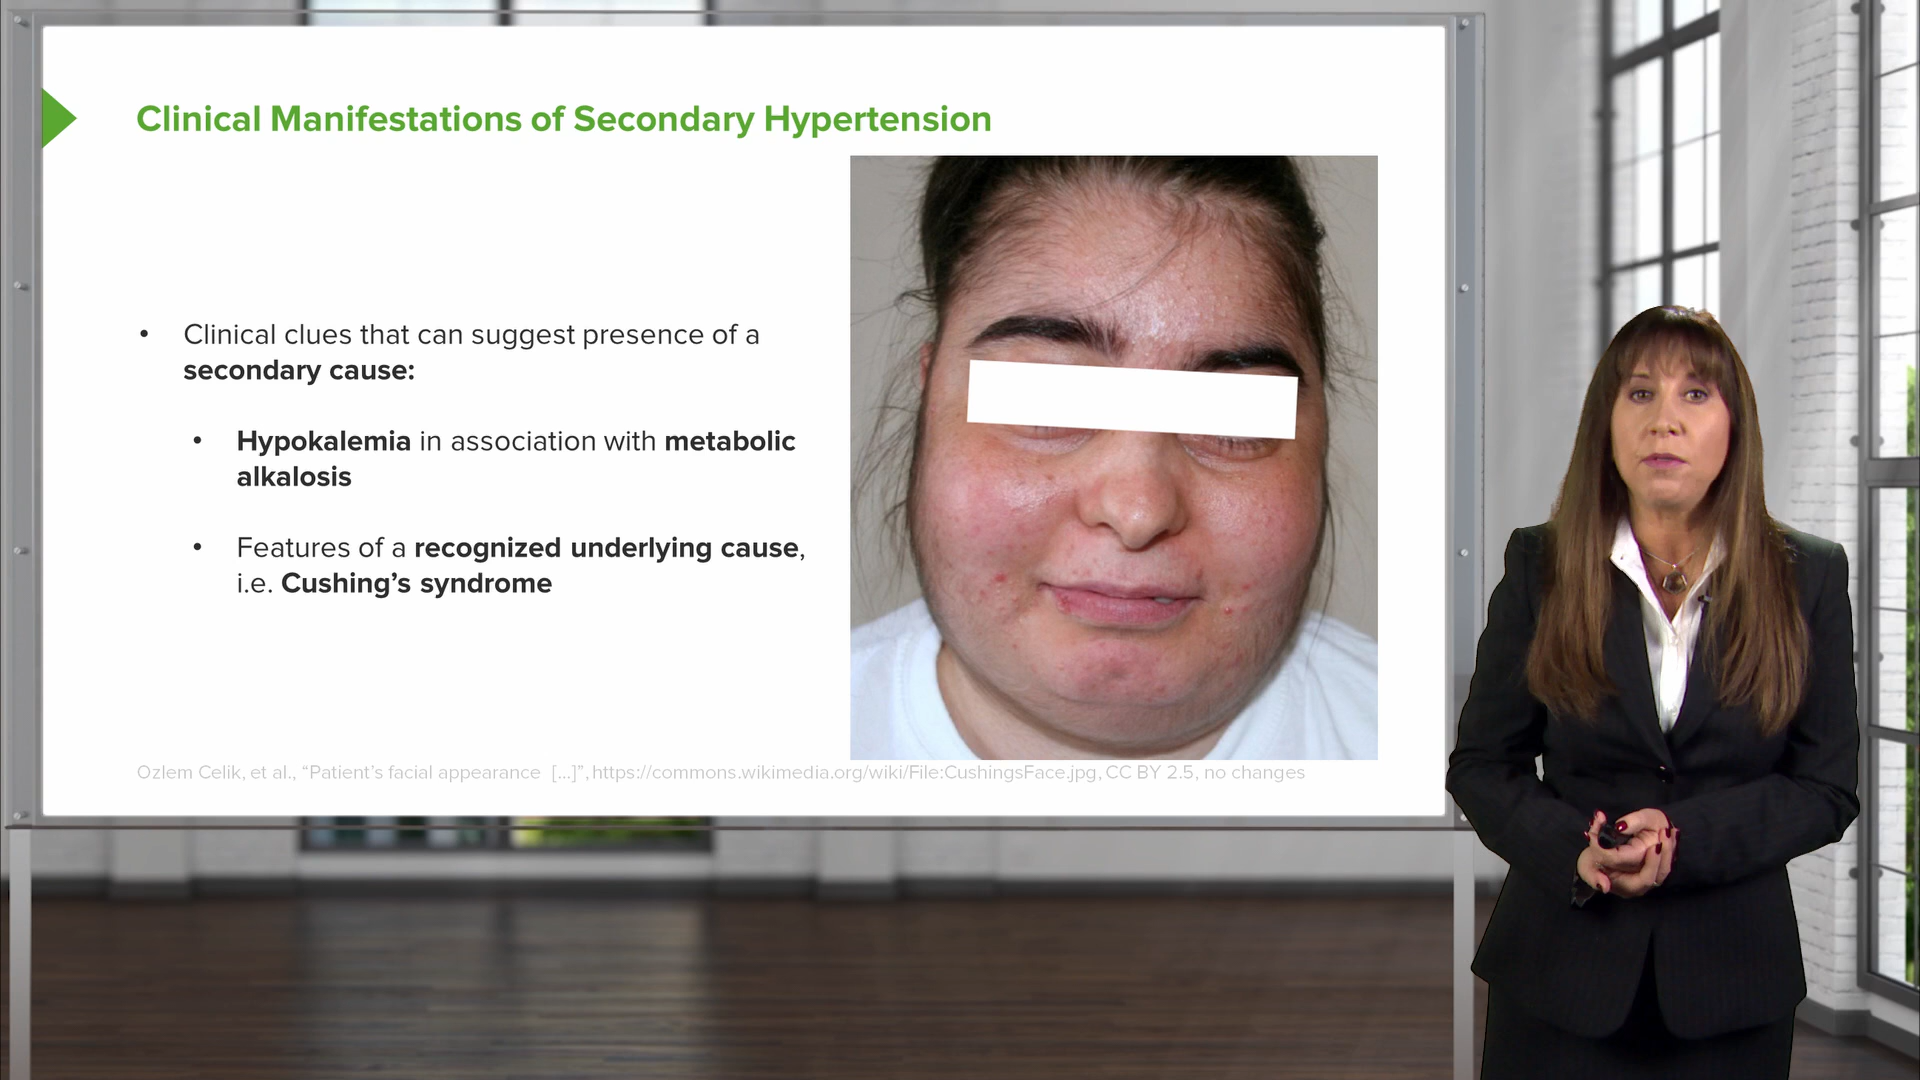 Clinical Manifestations of Secondary Hypertension
• Clinical clues that can suggest presence of a
secondary cause:
• Hypokalemia in association with metabolic
alkalosis
• Features of a recognized underlying cause,
i.e. Cushing’s syndrome
Ozlem Celik, et al., “Patient’s facial appearance [...]”, https://commons.wikimedia.org/wiki/File:CushingsFace.jpg, CC BY 2.5, no changes